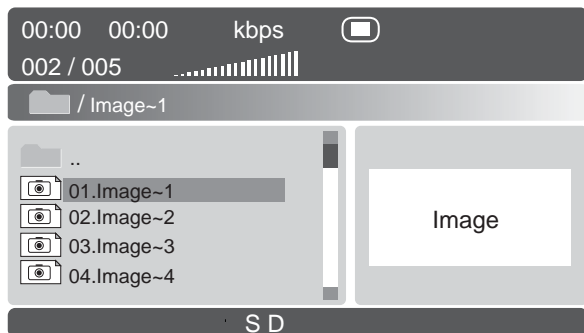 00:00 00:00 kbps
002 / 005
/ Image~1
..
01.Image~1
02.Image~2
03.Image~3
04.Image~4
Image
S D